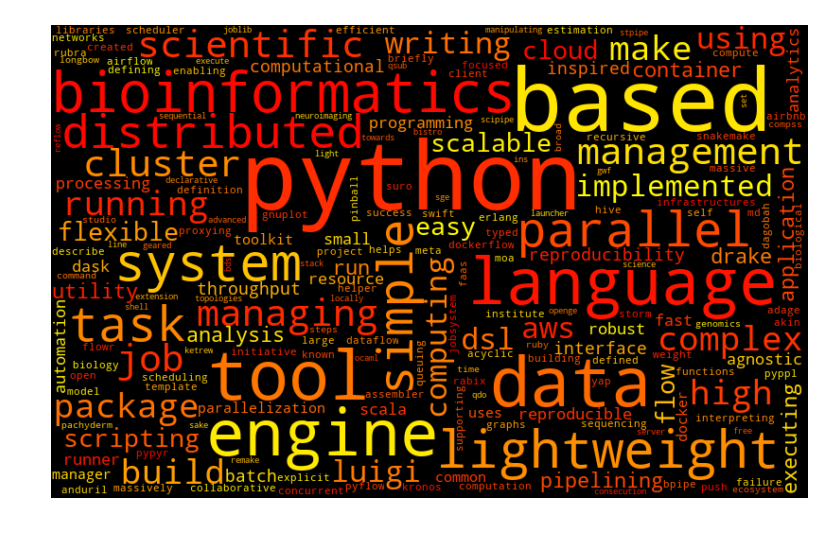 libraries scheduler joblib efficient manipulating estimation stpipe
networks created scientific writing cloud make using
rubra briefly compute
longbow airflow execute client focused
defining enabling computational qsub inspired container analytics
bioinformatics based
sequential neuroimaging scipipe set airbnb
reflow distributed programming towards bistro broad compss
light scalable recursive snakemake
cluster python ins management
declarative gwf massive
processing definition suro sge implemented
running advanced gnuplot pinball success swift erlang launcher infrastructures
studio proxying easy typed hive self md dagobah
flexible line geared toolkit small simple parallel application biological
describe project helps meta dockerflow reproducibility
dask system bds stack run computing moa science drake
command extension throughput resource faas language
utility topologies locally helper jobsystem institute openge storm genomics adage
automation shell managing queuing aws robust fast akin
task steps dataflow acyclic ruby complex
flowr analysis large dsl interface defined weight agnostic
ketrew initiative known ocaml building
biology job scheduling tool time data flow functions pyppl
open template rabix yap high
model assembler qdo docker executing
package parallelization scala supporting uses reproducible interpreting
pachyderm sake graphs sequencing
scripting engine lightweight server free
runner pypyr remake
manager build batch explicit luigi pyflow common pipelining bpipe push failure
anduril massively collaborative concurrent kronos computation consecution ecosystem